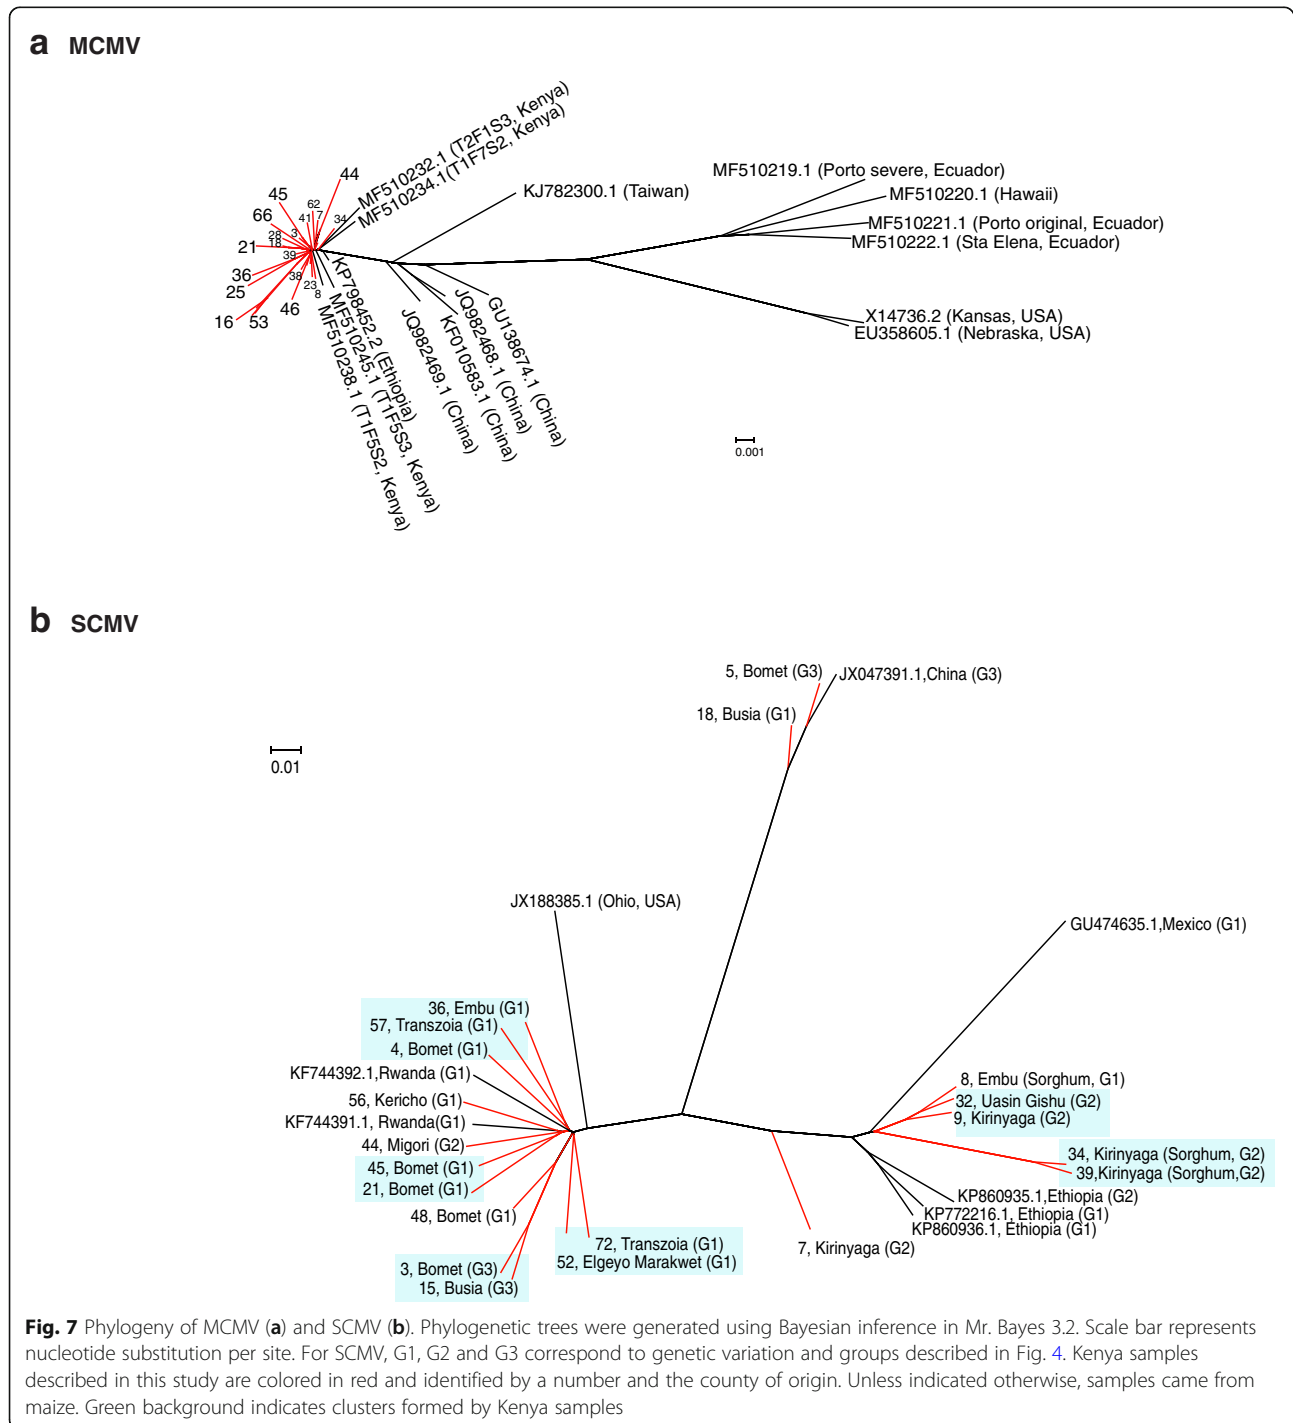 a MCMV
MF510232.1 (T2F1S3, Kenya)
MF510234.1(T1F7S2, Kenya)
44
45
62
7
41
34
66
3
28
18
21
39
36
38
25
23
8
46
16
53
KJ782300.1 (Taiwan)
MF510219.1 (Porto severe, Ecuador)
MF510220.1 (Hawaii)
MF510221.1 (Porto original, Ecuador)
MF510222.1 (Sta Elena, Ecuador)
X14736.2 (Kansas, USA)
EU358605.1 (Nebraska, USA)
KP798452.2 (Ethiopia)
MF510245.1 (T1F5S3, Kenya)
MF510238.1 (T1F5S2, Kenya)
JQ982469.1 (China)
KF010583.1 (China)
JQ982468.1 (China)
GU138674.1 (China)
0.001
b SCMV
5, Bomet (G3)
JX047391.1,China (G3)
18, Busia (G1)
0.01
JX188385.1 (Ohio, USA)
GU474635.1,Mexico (G1)
36, Embu (G1)
57, Transzoia (G1)
4, Bomet (G1)
KF744392.1,Rwanda (G1)
56, Kericho (G1)
KF744391.1, Rwanda(G1)
44, Migori (G2)
45, Bomet (G1)
21, Bomet (G1)
48, Bomet (G1)
3, Bomet (G3)
15, Busia (G3)
72, Transzoia (G1)
52, Elgeyo Marakwet (G1)
7, Kirinyaga (G2)
8, Embu (Sorghum, G1)
32, Uasin Gishu (G2)
9, Kirinyaga (G2)
34, Kirinyaga (Sorghum, G2)
39,Kirinyaga (Sorghum,G2)
KP860935.1,Ethiopia (G2)
KP772216.1, Ethiopia (G1)
KP860936.1, Ethiopia (G1)
Fig. 7 Phylogeny of MCMV (a) and SCMV (b). Phylogenetic trees were generated using Bayesian inference in Mr. Bayes 3.2. Scale bar represents
nucleotide substitution per site. For SCMV, G1, G2 and G3 correspond to genetic variation and groups described in Fig. 4. Kenya samples
described in this study are colored in red and identified by a number and the county of origin. Unless indicated otherwise, samples came from
maize. Green background indicates clusters formed by Kenya samples